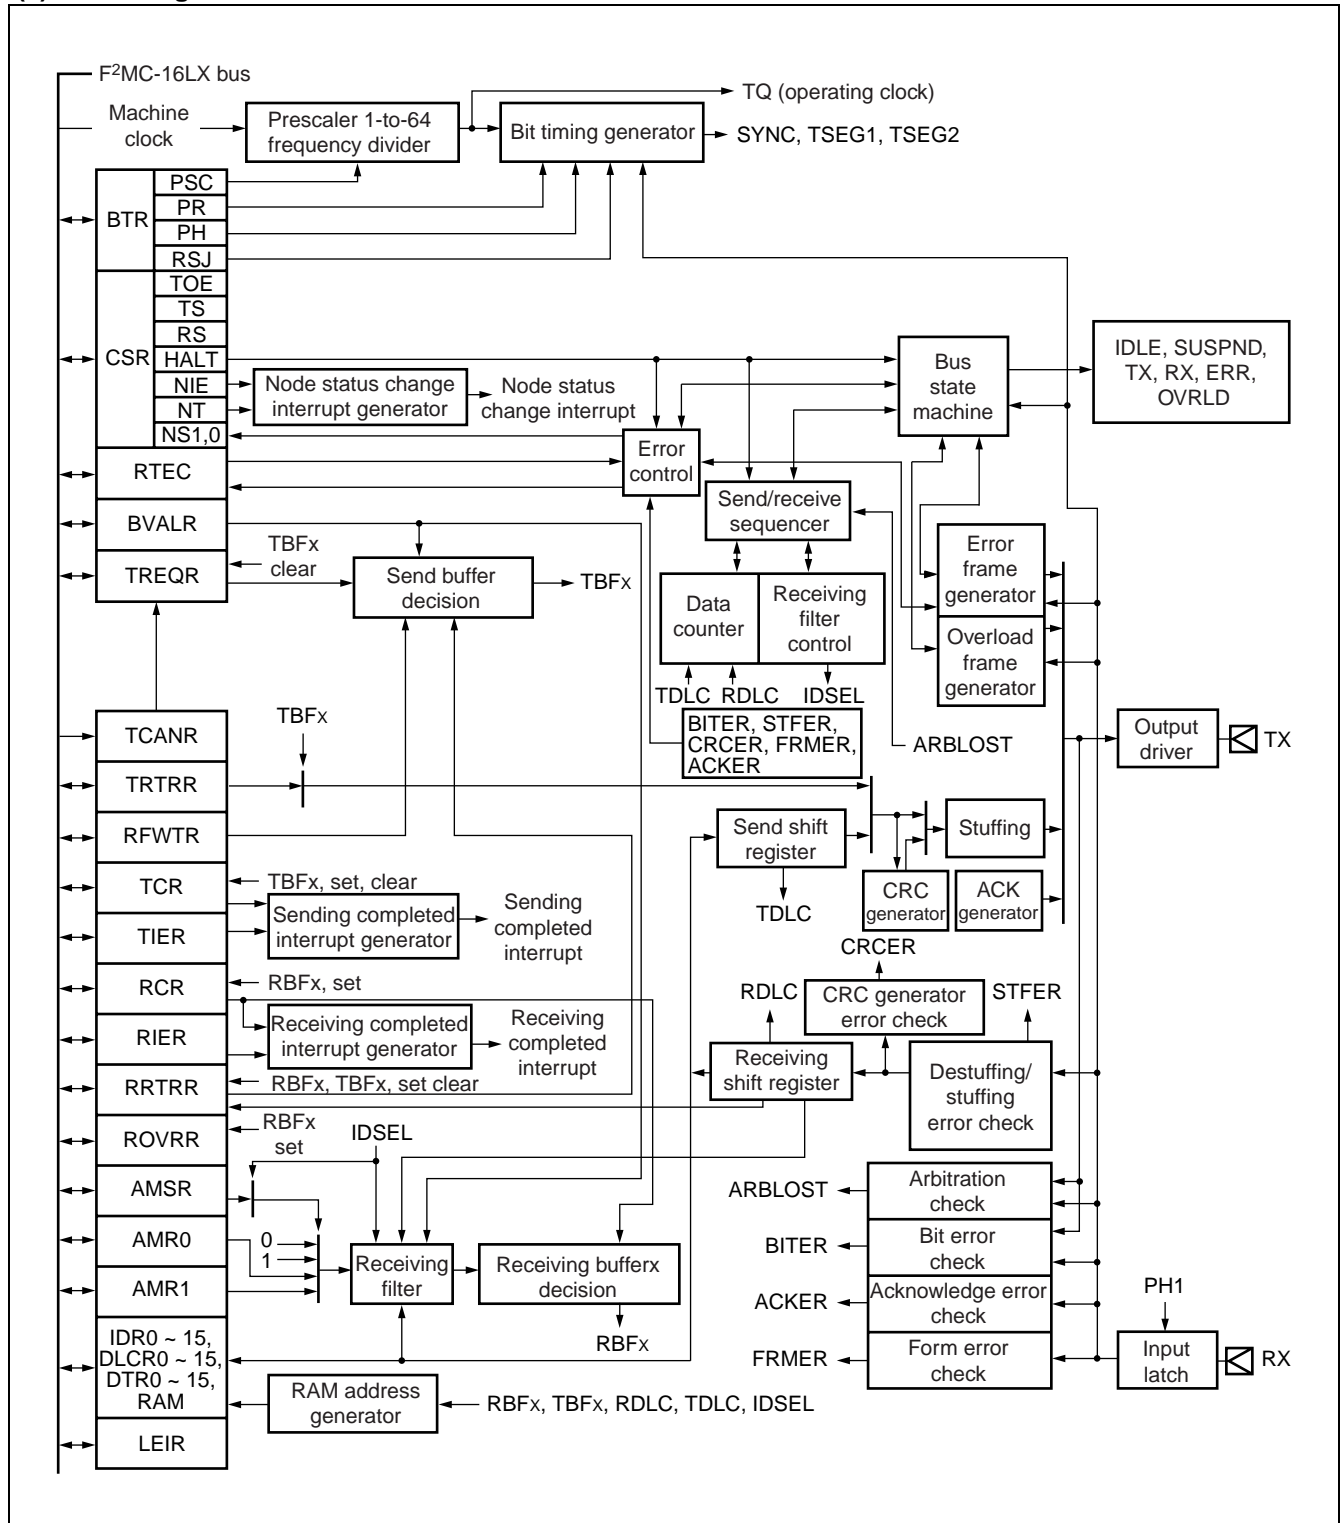 F2MC-16LX bus
Machine
clock
Prescaler 1-to-64
frequency divider
TQ (operating clock)
Bit timing generator
SYNC, TSEG1, TSEG2
BTR
PSC
PR
PH
RSJ
CSR
TOE
TS
RS
HALT
NIE
NT
NS1,0
Node status change
interrupt generator
Node status
change interrupt
Bus
state
machine
IDLE, SUSPND,
TX, RX, ERR,
OVRLD
RTEC
Error
control
BVALR
Send/receive
sequencer
TREQR
TBFx
clear
Send buffer
decision
TBFx
Data
counter
Receiving
filter
control
Error
frame
generator
Overload
frame
generator
TDLC
RDLC
IDSEL
BITER, STFER,
CRCER, FRMER,
ACKER
ARBLOST
TCANR
TBFx
Output
driver
TX
TRTRR
RFWTR
Send shift
register
Stuffing
TDLC
CRC
generator
ACK
generator
TCR
TBFx, set, clear
TIER
Sending completed
interrupt generator
Sending
completed
interrupt
CRCER
RCR
RBFx, set
RDLC
CRC generator
error check
STFER
RIER
Receiving completed
interrupt generator
Receiving
completed
interrupt
Receiving
shift register
Destuffing/
stuffing
error check
RRTRR
RBFx, TBFx, set clear
ROVRR
RBFx
set
IDSEL
AMSR
ARBLOST
Arbitration
check
AMR0
0
1
Receiving
filter
Receiving bufferx
decision
BITER
Bit error
check
AMR1
ACKER
Acknowledge error
check
PH1
IDR0 ~ 15,
DLCR0 ~ 15,
DTR0 ~ 15,
RAM
RBFx
FRMER
Form error
check
Input
latch
RX
RAM address
generator
RBFx, TBFx, RDLC, TDLC, IDSEL
LEIR